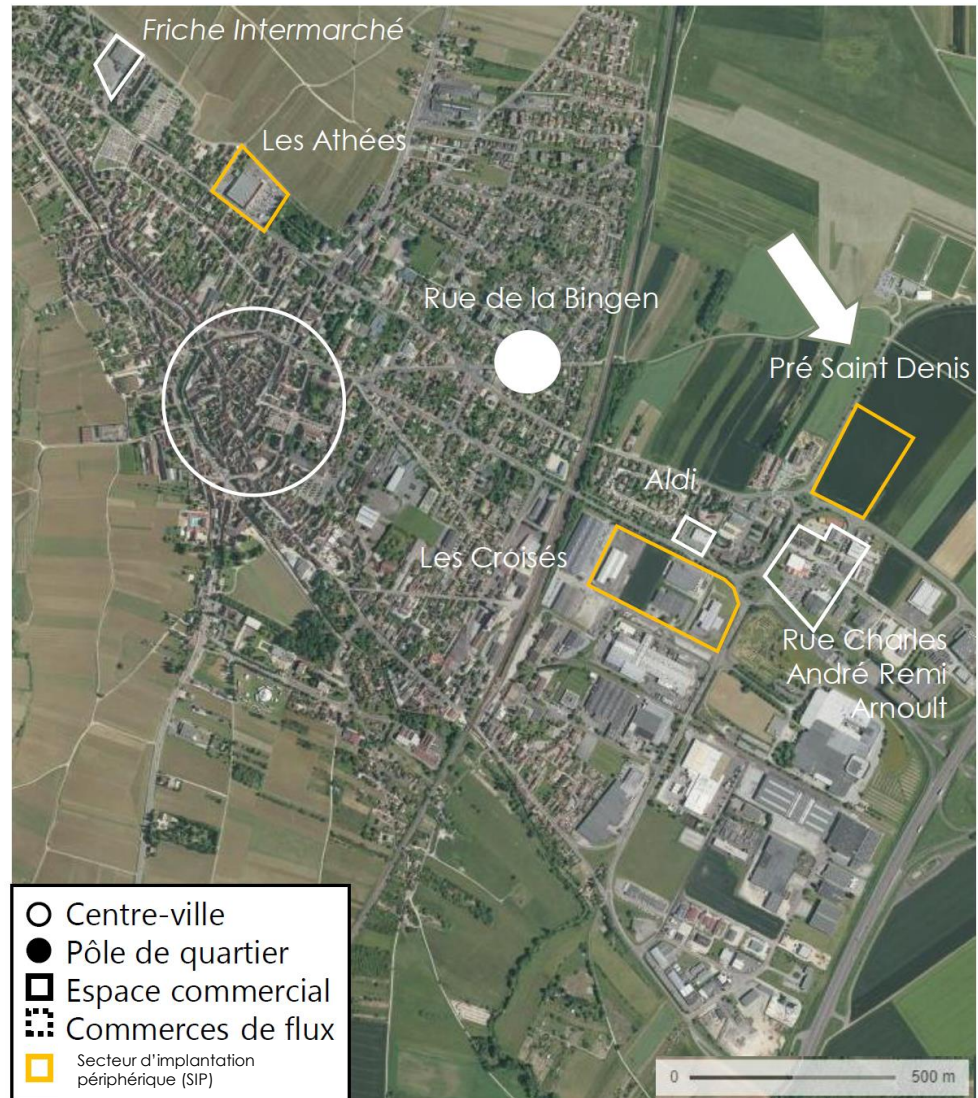 Friche Intermarché
Les Athées
Rue de la Bingen
Pré Saint Denis
Aldi
Les Croisés
Rue Charles
André Remi
Arnoult
Centre-ville
Pôle de quartier
Espace commercial
Commerces de flux
Secteur d'implantation
périphérique (SIP)
0 500 m